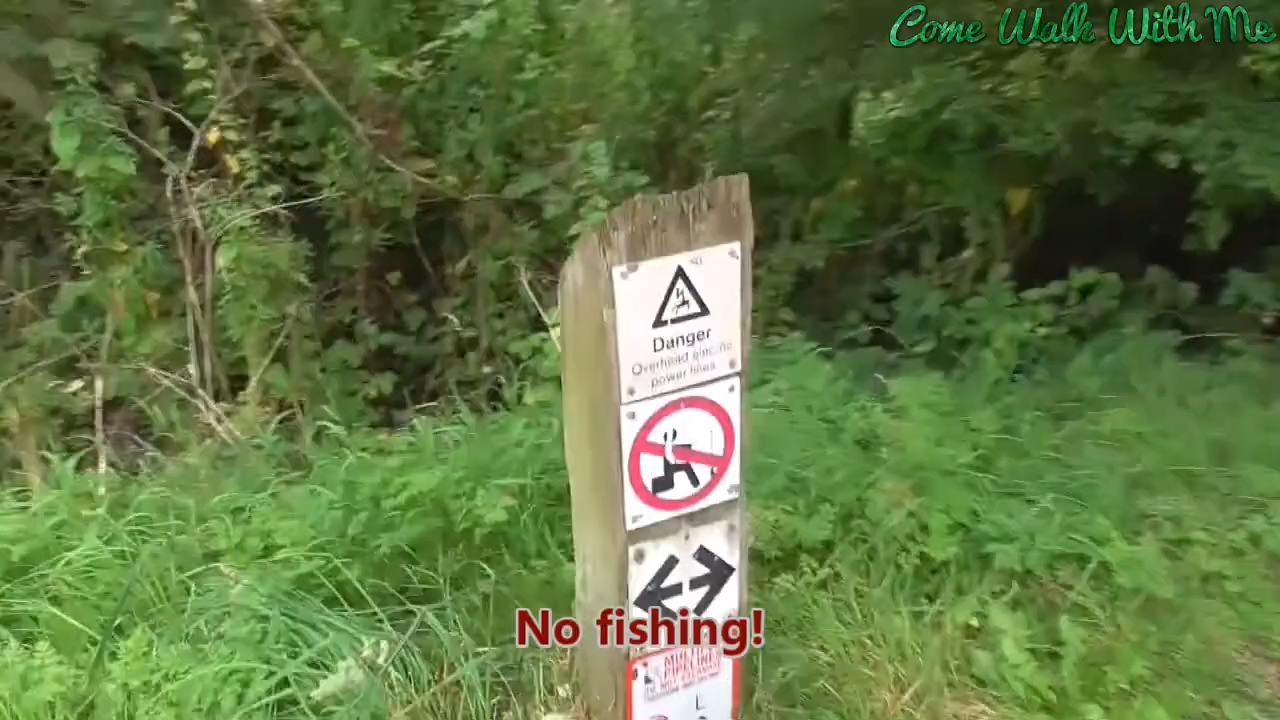 Come Walk With Me
Danger
Overhead electric
power lines
No fishing!
L